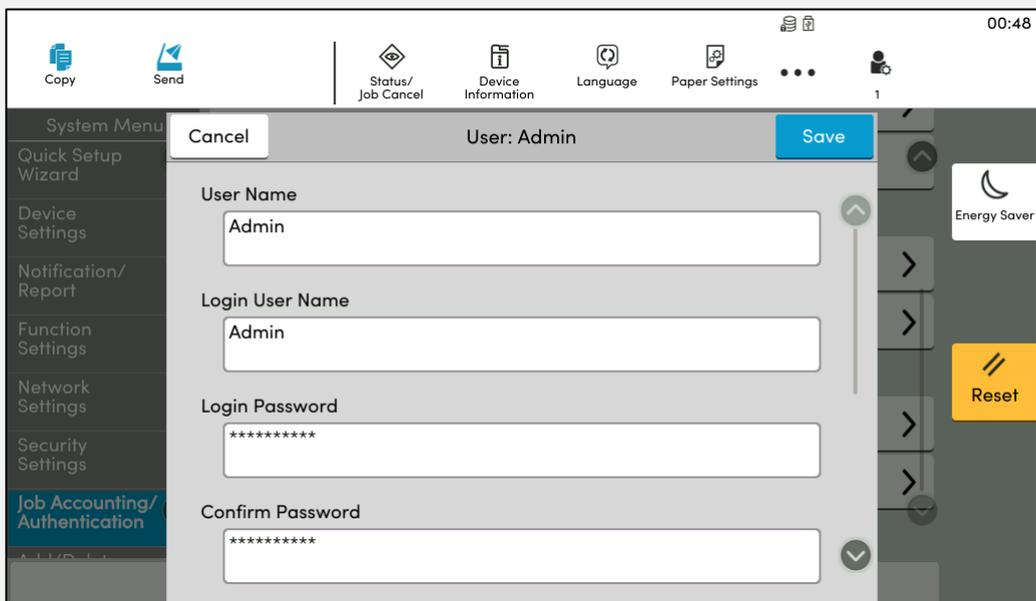 00:48
Copy
Send
Status/
Job Cancel
Device
Information
Language
Paper Settings
1
System Menu
Quick Setup
Wizard
Device
Settings
Notification/
Report
Function
Settings
Network
Settings
Security
Settings
Job Accounting/
Authentication
Cancel
User: Admin
Save
User Name
Admin
Login User Name
Admin
Login Password
**********
Confirm Password
**********
Energy Saver
Reset